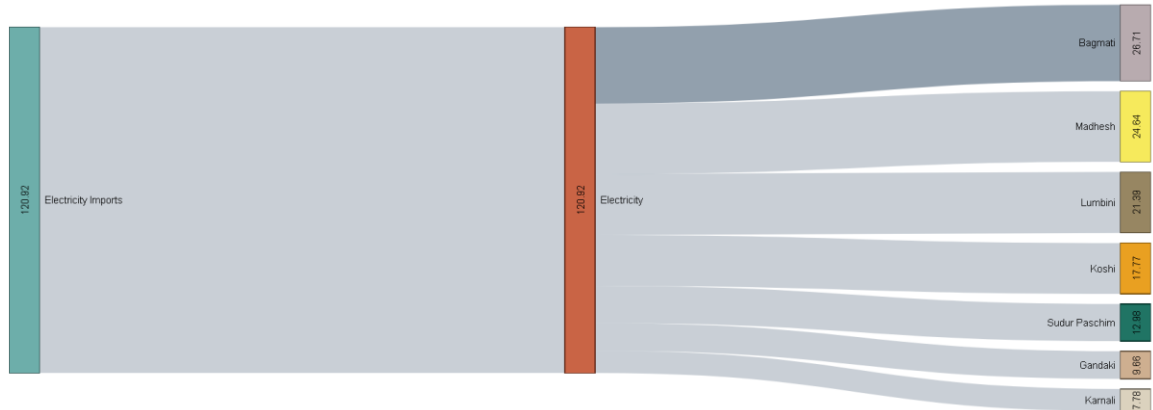 120.92
Electricity Imports
120.92
Electricity
Bagmati
26.71
Madhesh
24.64
Lumbini
21.39
Koshi
17.77
Sudur Paschim
12.98
Gandaki
9.66
Karnali
7.78